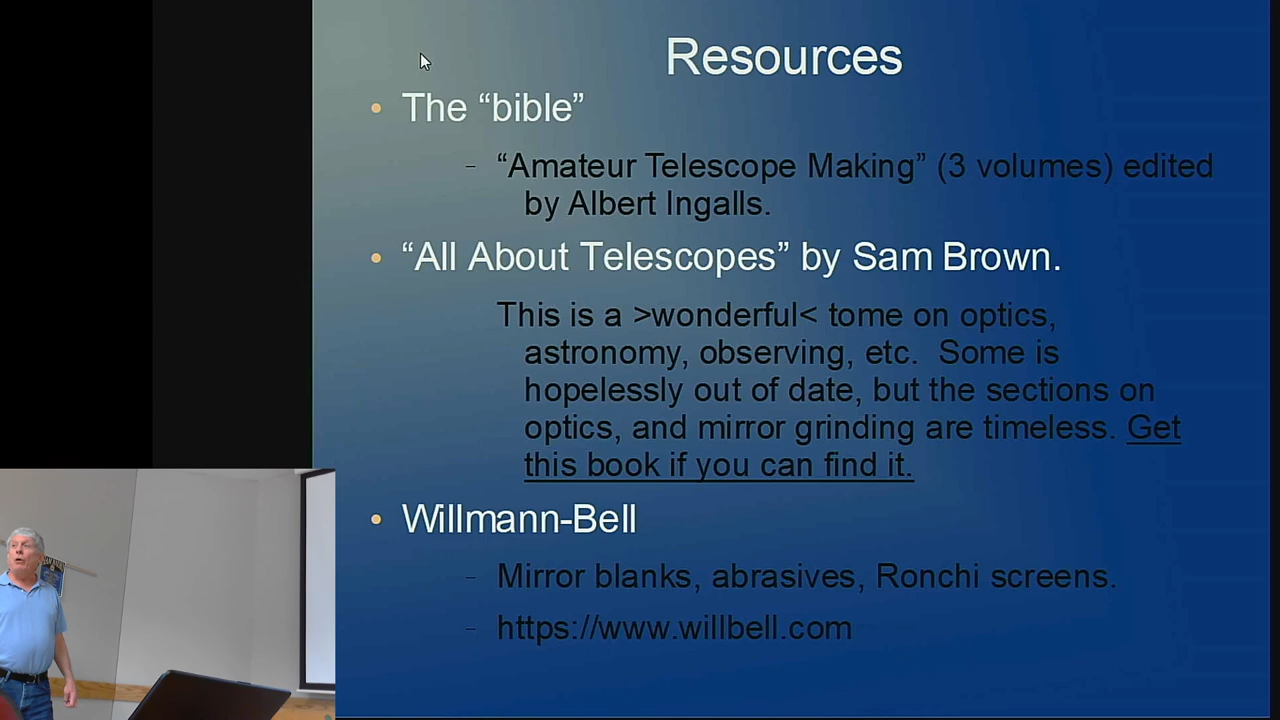 Resources
• The “bible”
– “Amateur Telescope Making” (3 volumes) edited
by Albert Ingalls.
• “All About Telescopes” by Sam Brown.
This is a >wonderful< tome on optics,
astronomy, observing, etc.  Some is
hopelessly out of date, but the sections on
optics, and mirror grinding are timeless. Get
this book if you can find it.
• Willmann-Bell
– Mirror blanks, abrasives, Ronchi screens.
– https://www.willbell.com